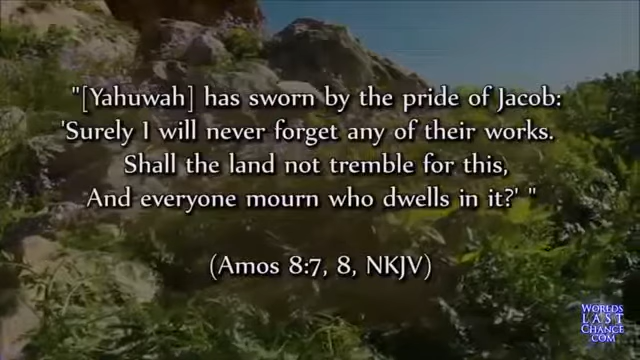 "[Yahuwah] has sworn by the pride of Jacob:
'Surely I will never forget any of their works.
Shall the land not tremble for this,
And everyone mourn who dwells in it?' "
(Amos 8:7, 8, NKJV)
WORLDS
LAST
CHANCE
.COM